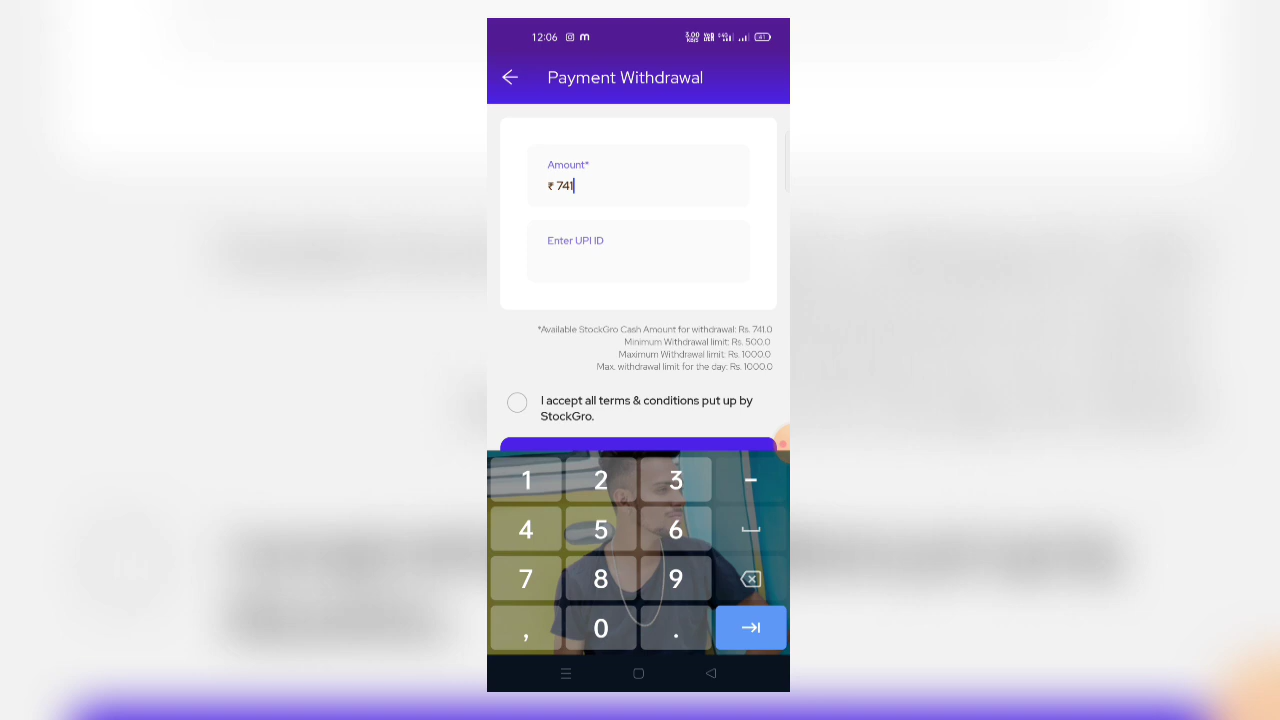 12:06 3.00 41
Payment Withdrawal
Amount*
₹ 741
Enter UPI ID
*Available StockGro Cash Amount for withdrawal: Rs. 741.0
Minimum Withdrawal limit: Rs. 500.0
Maximum Withdrawal limit: Rs. 1000.0
Max. withdrawal limit for the day: Rs. 1000.0
I accept all terms & conditions put up by
StockGro.
1 2 3 -
4 5 6
7 8 9
, 0 .